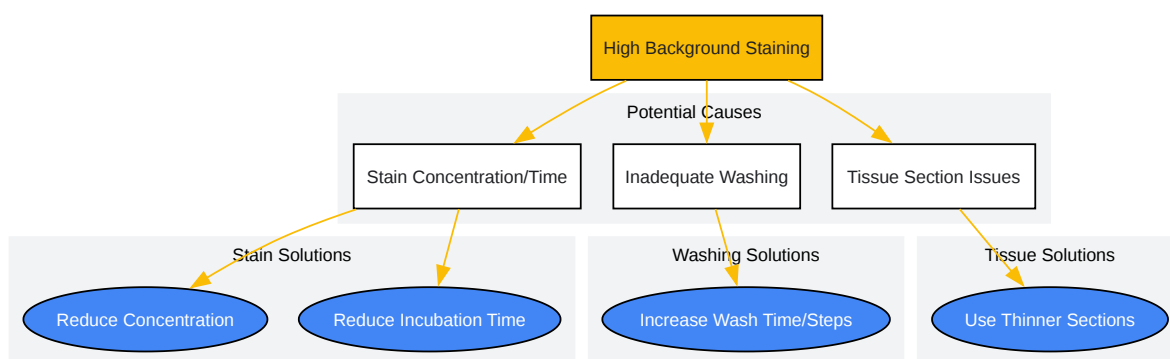 High Background Staining
Potential Causes
Stain Concentration/Time
Inadequate Washing
Tissue Section Issues
Stain Solutions
Washing Solutions
Tissue Solutions
Reduce Concentration
Reduce Incubation Time
Increase Wash Time/Steps
Use Thinner Sections